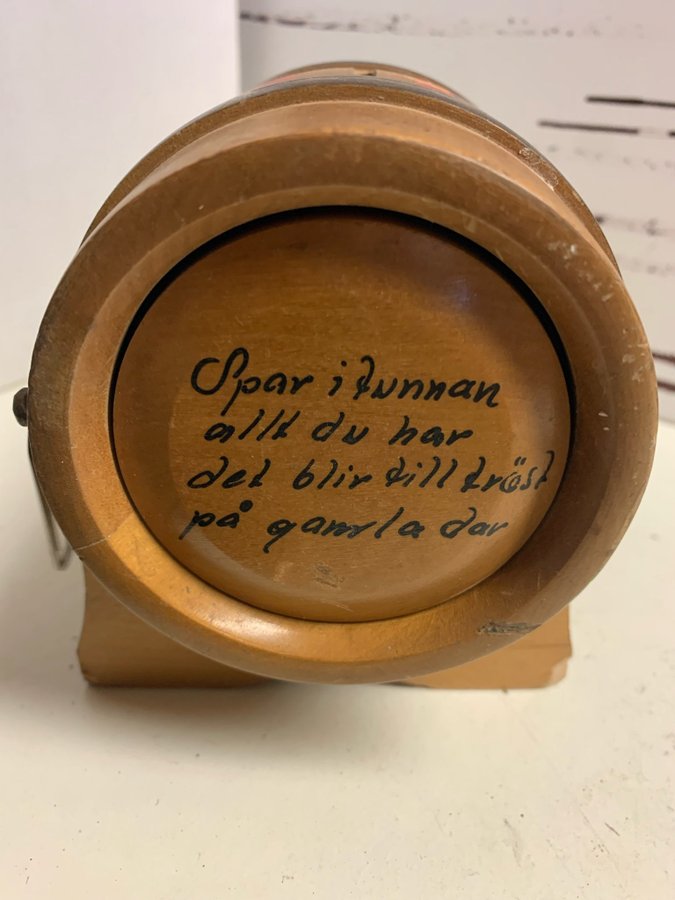 Spar i tunnan
allt du har
det blir till tröst
på gamla dar